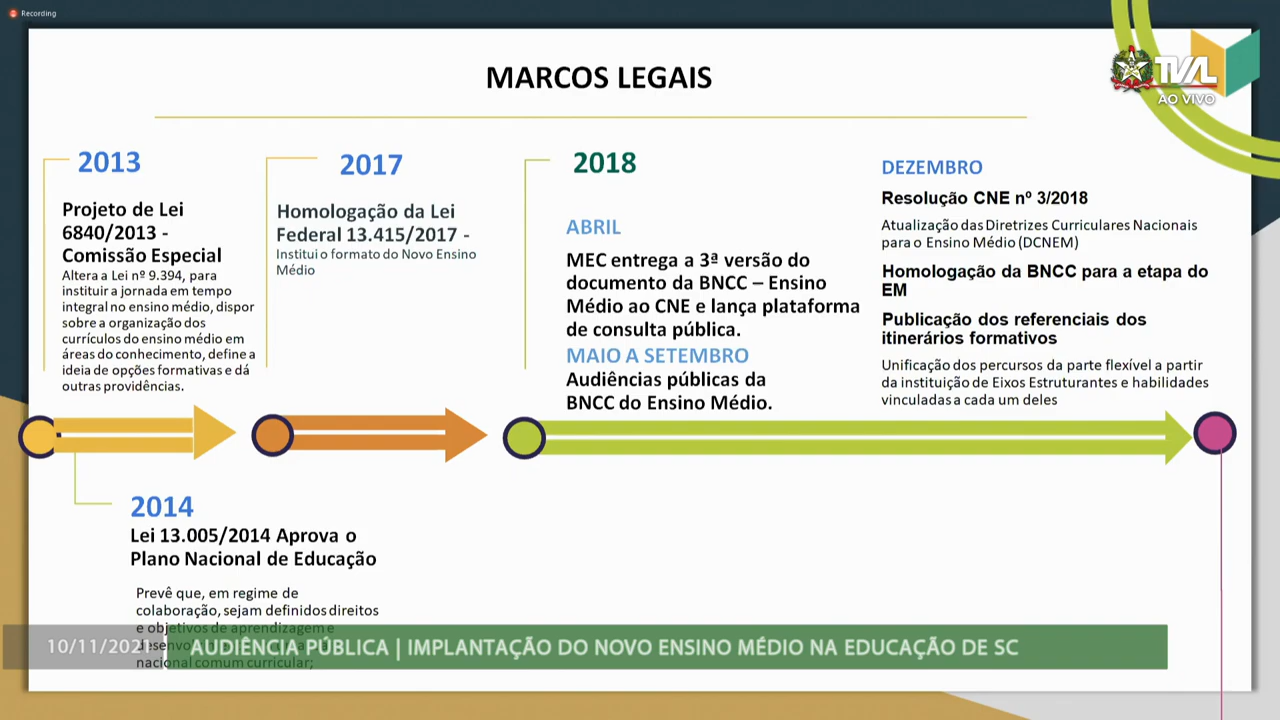 Recording
MARCOS LEGAIS
TVAL
AO VIVO
2013
Projeto de Lei
6840/2013 -
Comissão Especial
Altera a Lei nº 9.394, para
instituir a jornada em tempo
integral no ensino médio, dispor
sobre a organização dos
currículos do ensino médio em
áreas do conhecimento, define a
ideia de opções formativas e dá
outras providências.
2017
Homologação da Lei
Federal 13.415/2017 -
Institui o formato do Novo Ensino
Médio
2018
ABRIL
MEC entrega a 3ª versão do
documento da BNCC – Ensino
Médio ao CNE e lança plataforma
de consulta pública.
MAIO A SETEMBRO
Audiências públicas da
BNCC do Ensino Médio.
DEZEMBRO
Resolução CNE nº 3/2018
Atualização das Diretrizes Curriculares Nacionais
para o Ensino Médio (DCNEM)
Homologação da BNCC para a etapa do
EM
Publicação dos referenciais dos
itinerários formativos
Unificação dos percursos da parte flexível a partir
da instituição de Eixos Estruturantes e habilidades
vinculadas a cada um deles
2014
Lei 13.005/2014 Aprova o
Plano Nacional de Educação
Prevê que, em regime de
colaboração, sejam definidos direitos
e objetivos de aprendizagem e
nacional comum curricular;
10/11/2021
AUDIÊNCIA PÚBLICA | IMPLANTAÇÃO DO NOVO ENSINO MÉDIO NA EDUCAÇÃO DE SC